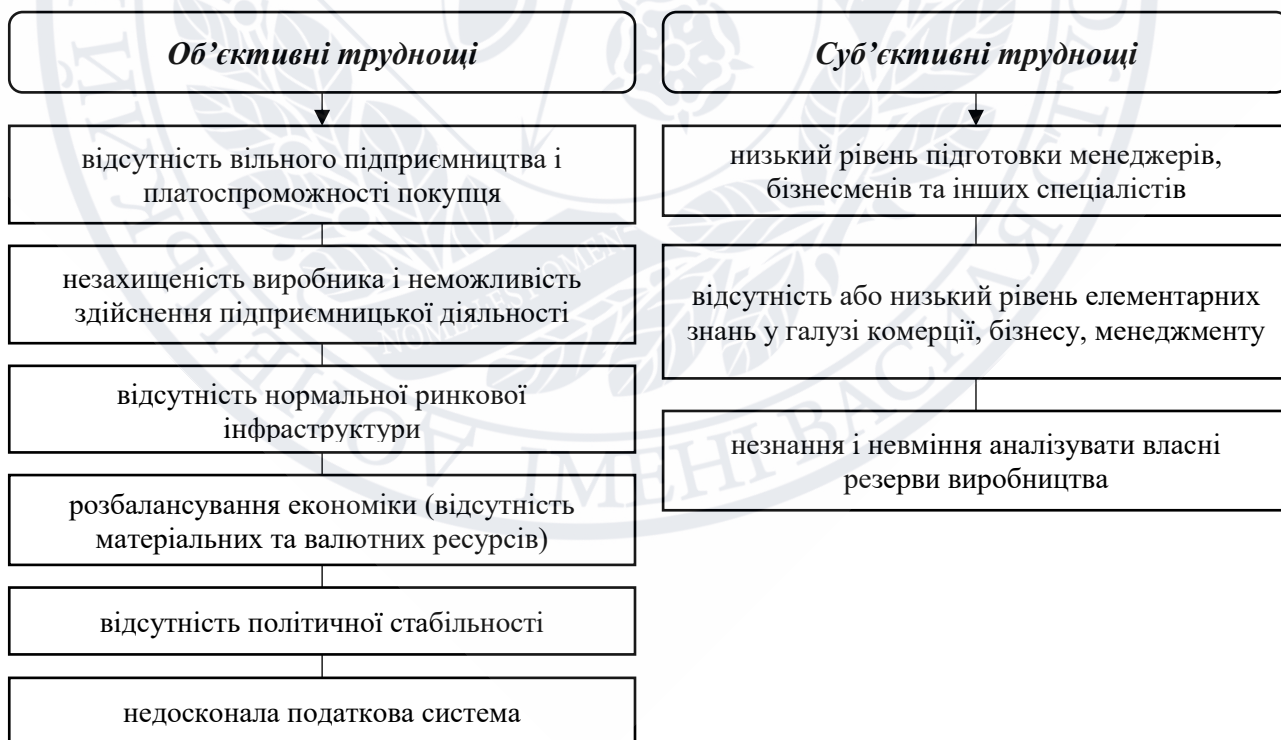 Об’єктивні труднощі
відсутність вільного підприємництва і
платоспроможності покупця
незахищеність виробника і неможливість
здійснення підприємницької діяльності
відсутність нормальної ринкової
інфраструктури
розбалансування економіки (відсутність
матеріальних та валютних ресурсів)
відсутність політичної стабільності
недосконала податкова система
Суб’єктивні труднощі
низький рівень підготовки менеджерів,
бізнесменів та інших спеціалістів
відсутність або низький рівень елементарних
знань у галузі комерції, бізнесу, менеджменту
незнання і невміння аналізувати власні
резерви виробництва
ІМЕНІ ВАСИЛЯ